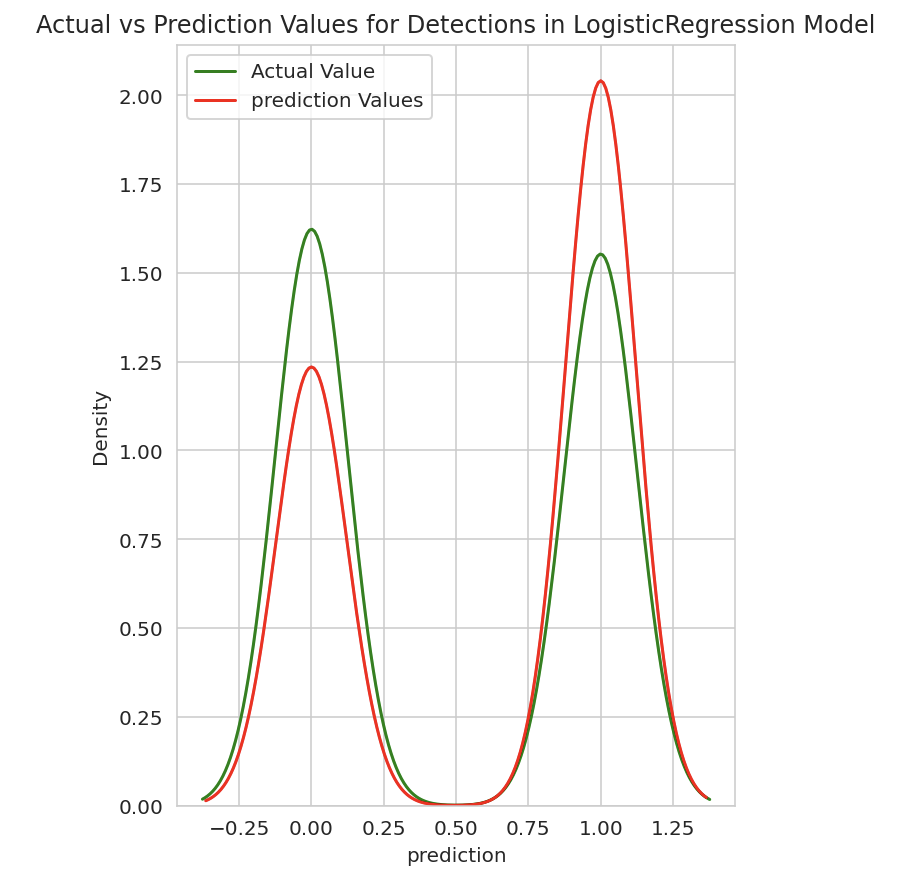 Actual vs Prediction Values for Detections in LogisticRegression Model
Actual Value
prediction Values
2.00
1.75
1.50
1.25
1.00
0.75
0.50
0.25
0.00
Density
−0.25 0.00 0.25 0.50 0.75 1.00 1.25
prediction